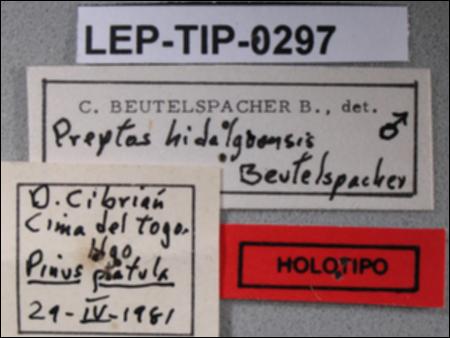 LEP-TIP-0297
C. BEUTELSPACHER B., det.
Preptos hidalgoensis ♂
Beutelspacher
D. Cibrián
Cima del Togo,
Hgo
Pinus patula
29-IV-1981
HOLOTIPO